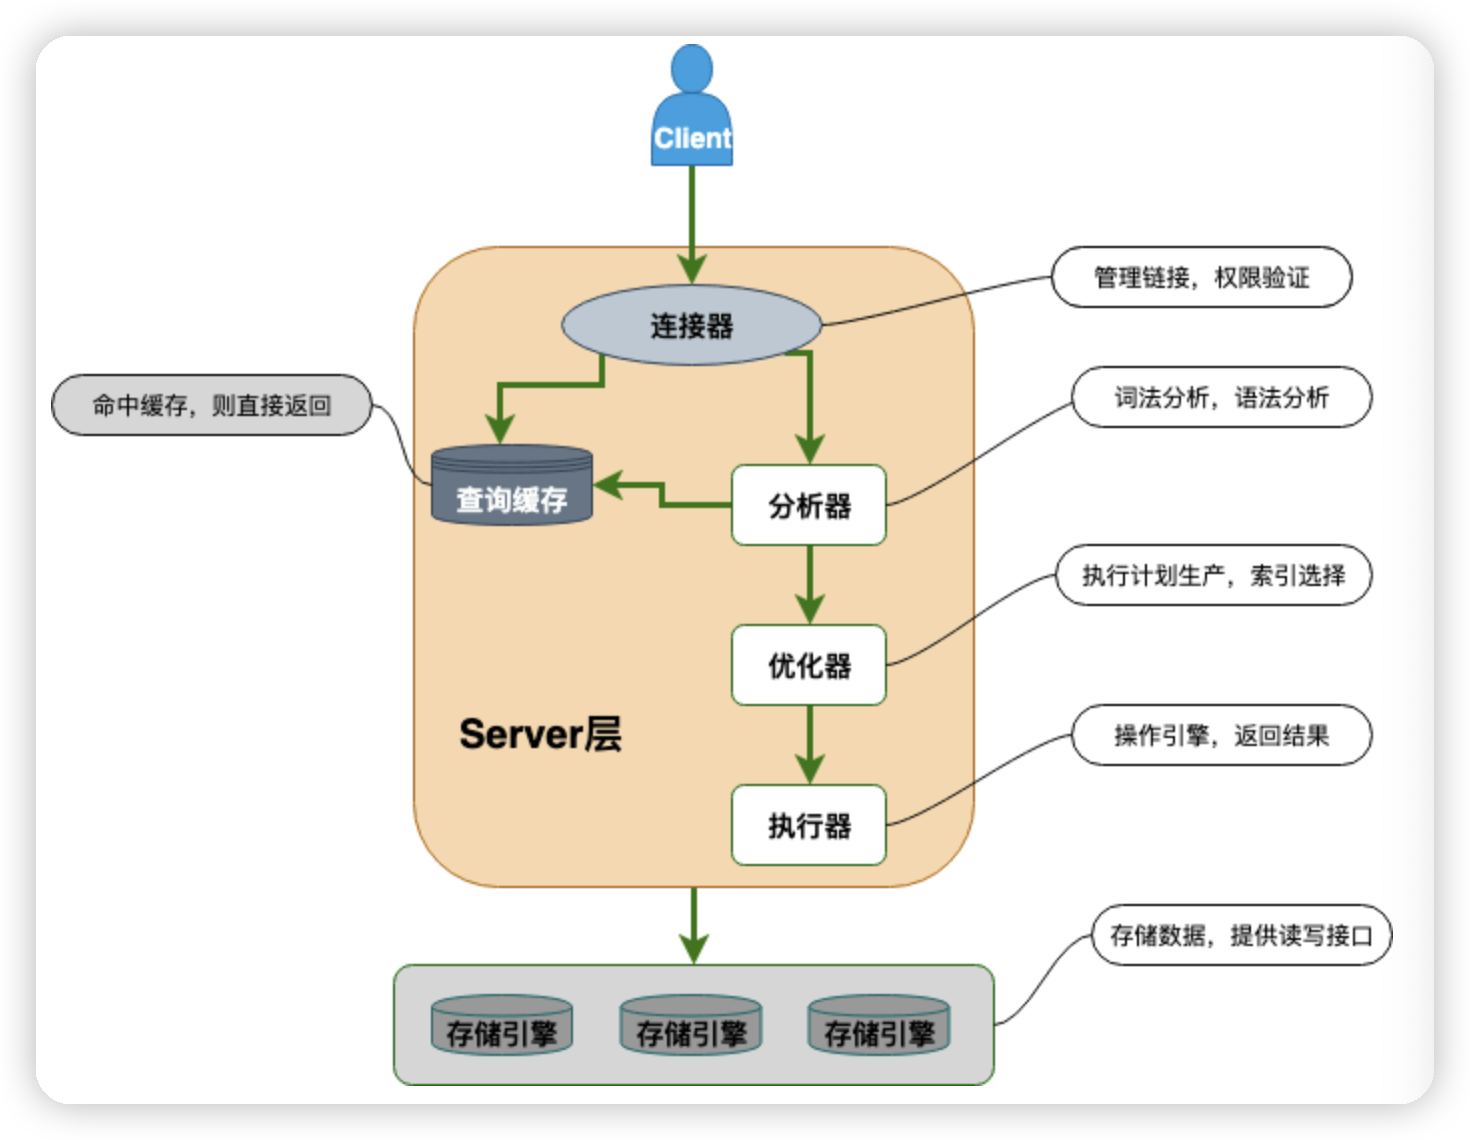 Client
管理链接，权限验证
连接器
词法分析，语法分析
命中缓存，则直接返回
查询缓存
分析器
执行计划生产，索引选择
优化器
Server层
操作引擎，返回结果
执行器
存储数据，提供读写接口
存储引擎
存储引擎
存储引擎